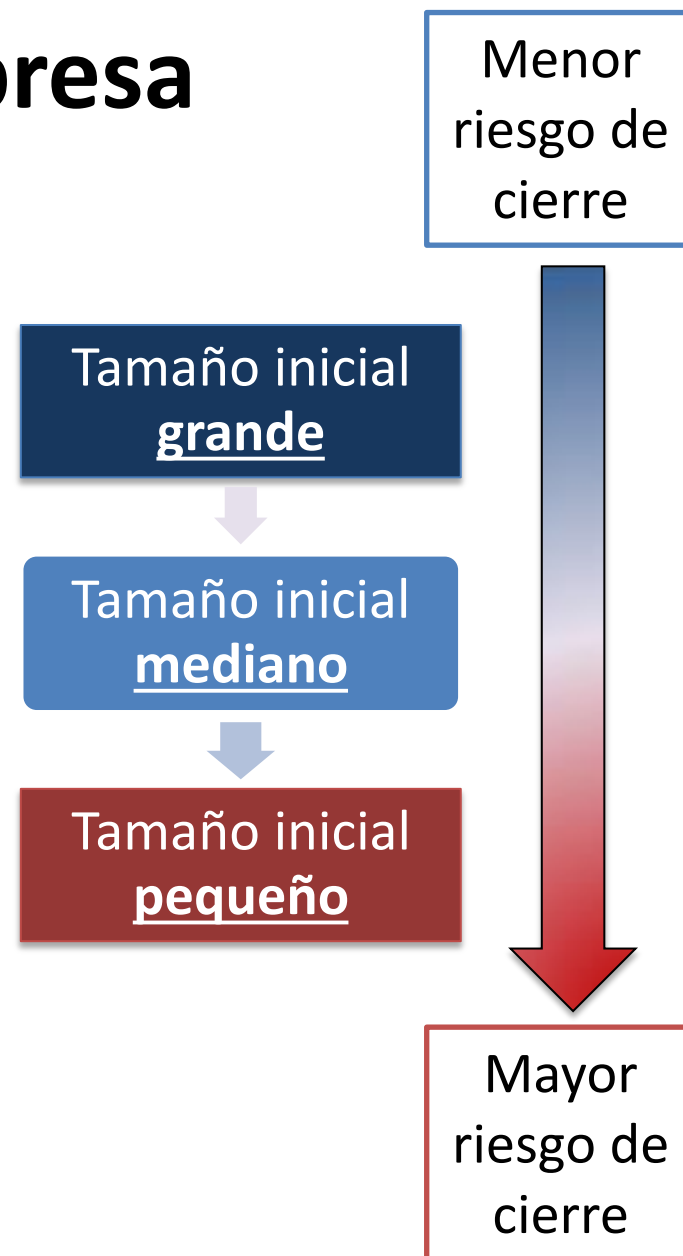 presa
Menor
riesgo de
cierre
Tamaño inicial
grande
Tamaño inicial
mediano
Tamaño inicial
pequeño
Mayor
riesgo de
cierre